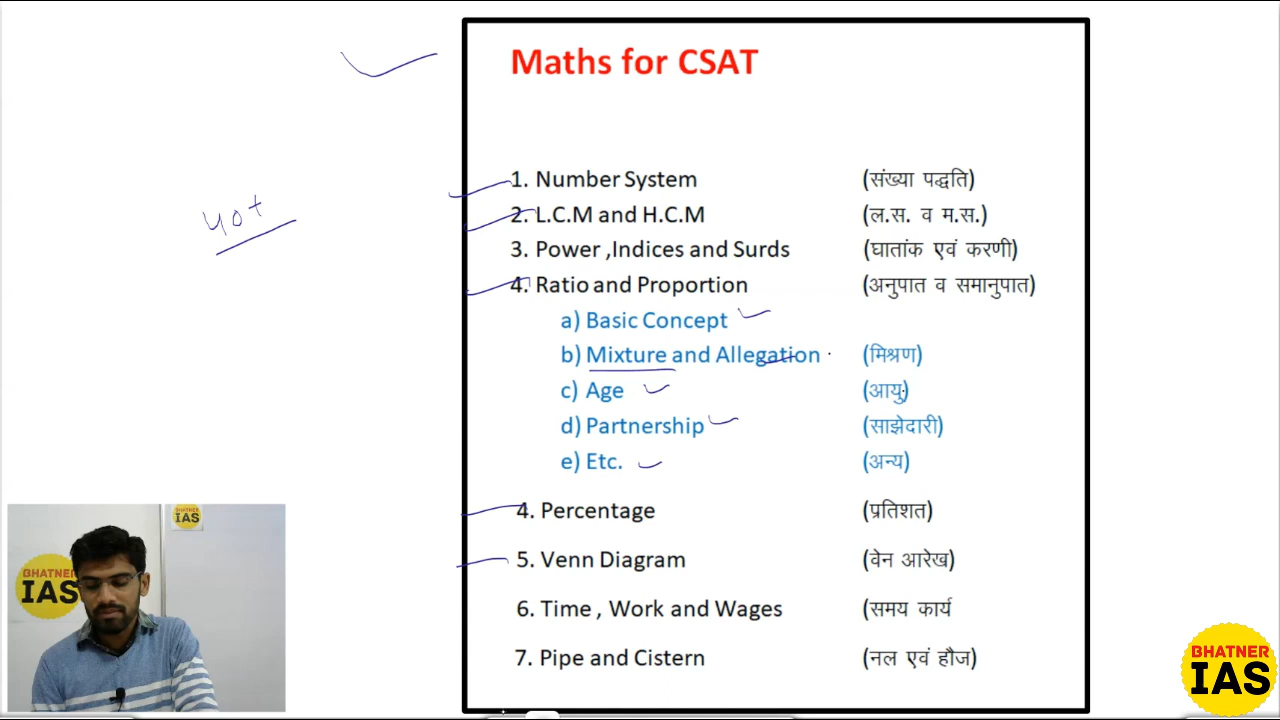 Maths for CSAT
1. Number System (संख्या पद्धति)
40+
2. L.C.M and H.C.M (ल.स. व म.स.)
3. Power ,Indices and Surds (घातांक एवं करणी)
4. Ratio and Proportion (अनुपात व समानुपात)
a) Basic Concept
b) Mixture and Allegation (मिश्रण)
c) Age (आयु)
d) Partnership (साझेदारी)
e) Etc. (अन्य)
4. Percentage (प्रतिशत)
5. Venn Diagram (वेन आरेख)
6. Time , Work and Wages (समय कार्य
7. Pipe and Cistern (नल एवं हौज)
IAS
BHATNER
IAS
BHATNER
IAS